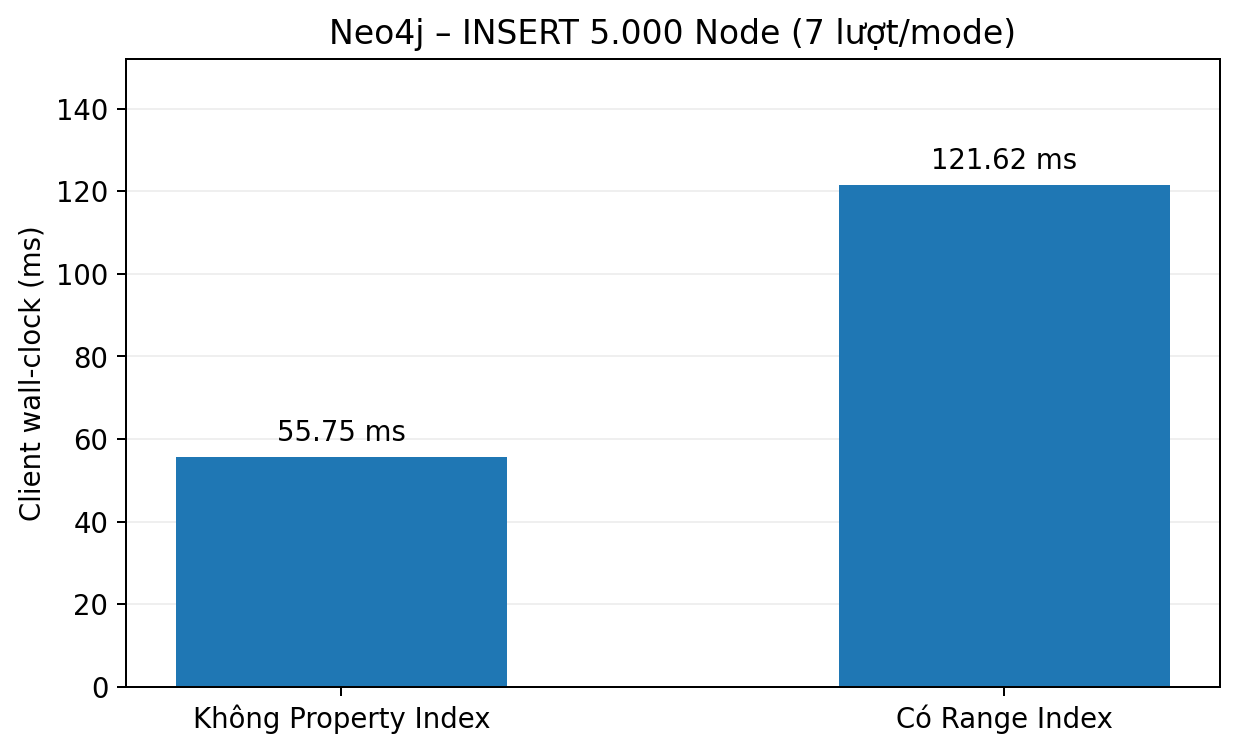 Neo4j – INSERT 5.000 Node (7 lượt/mode)
Client wall-clock (ms)
140
120
100
80
60
40
20
0
55.75 ms
121.62 ms
Không Property Index
Có Range Index